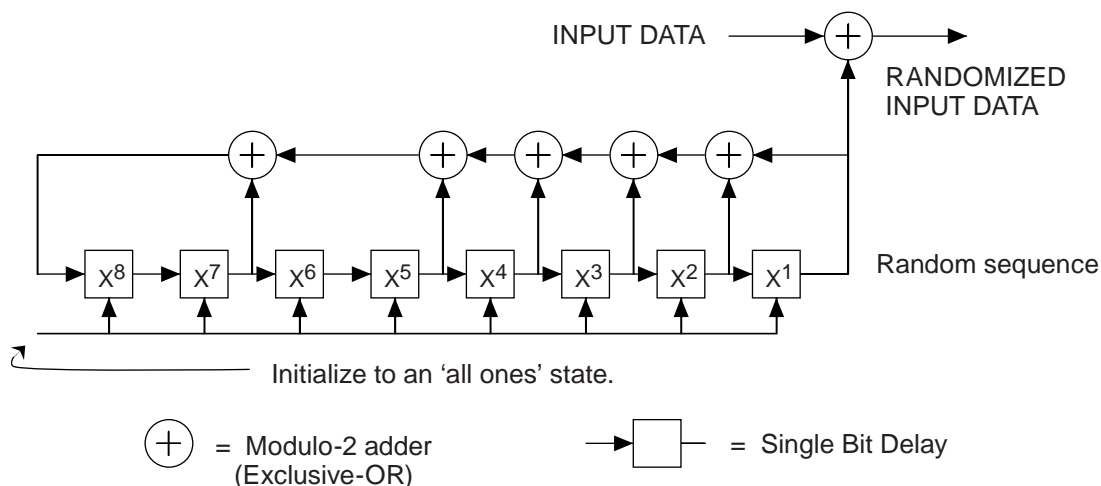 INPUT DATA
RANDOMIZED
INPUT DATA
X⁸ X⁷ X⁶ X⁵ X⁴ X³ X² X¹
Random sequence
Initialize to an ‘all ones’ state.
= Modulo-2 adder
(Exclusive-OR)
= Single Bit Delay